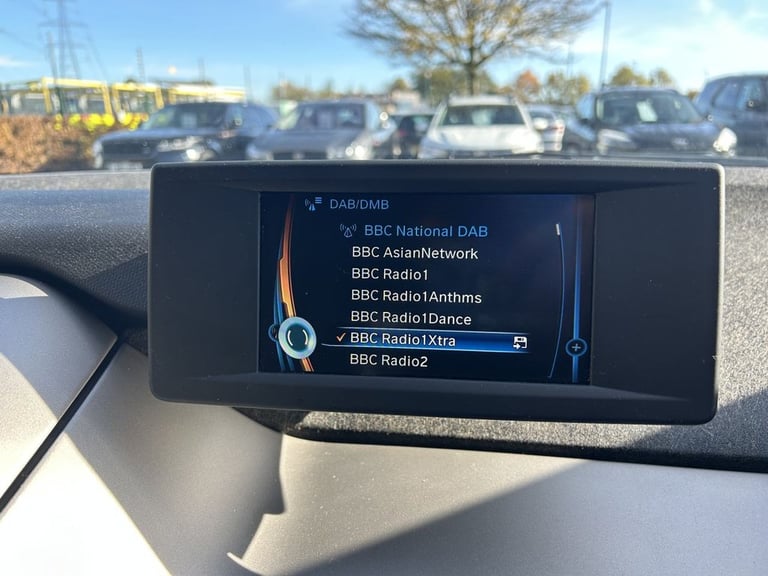 DAB/DMB
BBC National DAB
BBC AsianNetwork
BBC Radio1
BBC Radio1Anthms
BBC Radio1Dance
BBC Radio1Xtra
BBC Radio2